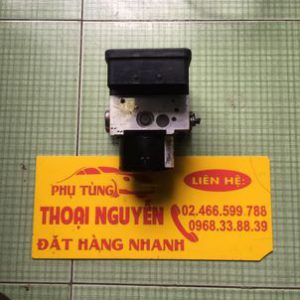 LIÊN HỆ:
PHỤ TÙNG
THOẠI NGUYỄN
02.466.599 788
0968.33.88.39
ĐẶT HÀNG NHANH